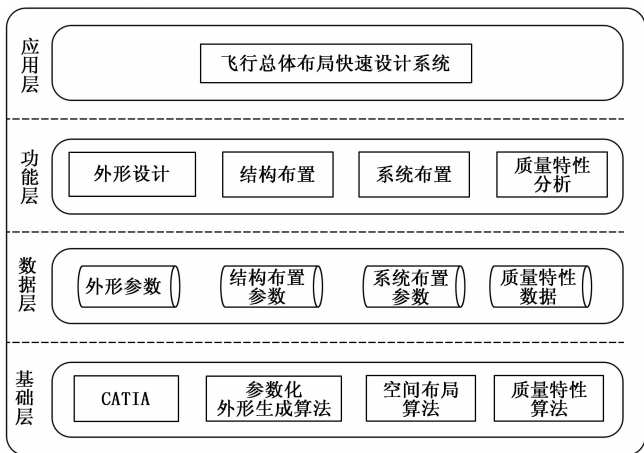 应用层
飞行总体布局快速设计系统
功能层
外形设计
结构布置
系统布置
质量特性
分析
数据层
外形参数
结构布置
参数
系统布置
参数
质量特性
数据
基础层
CATIA
参数化
外形生成算法
空间布局
算法
质量特性
算法